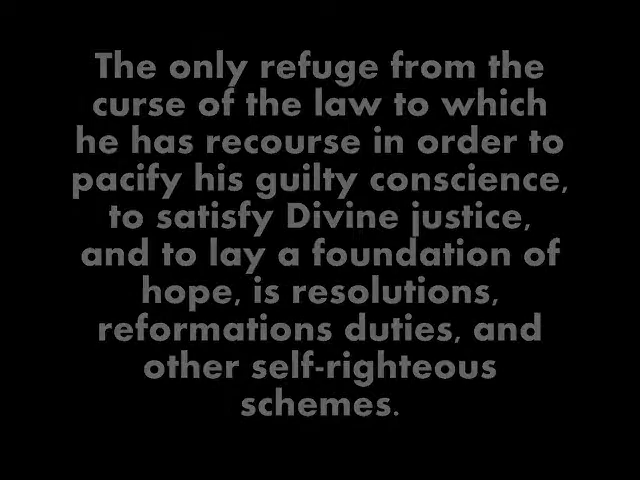 The only refuge from the
curse of the law to which
he has recourse in order to
pacify his guilty conscience,
to satisfy Divine justice,
and to lay a foundation of
hope, is resolutions,
reformations duties, and
other self-righteous
schemes.